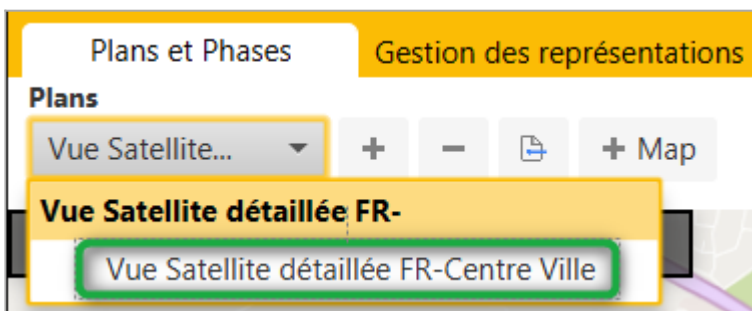 Plans et Phases Gestion des représentations
Plans
Vue Satellite... + − + Map
Vue Satellite détaillée FR-
Vue Satellite détaillée FR-Centre Ville